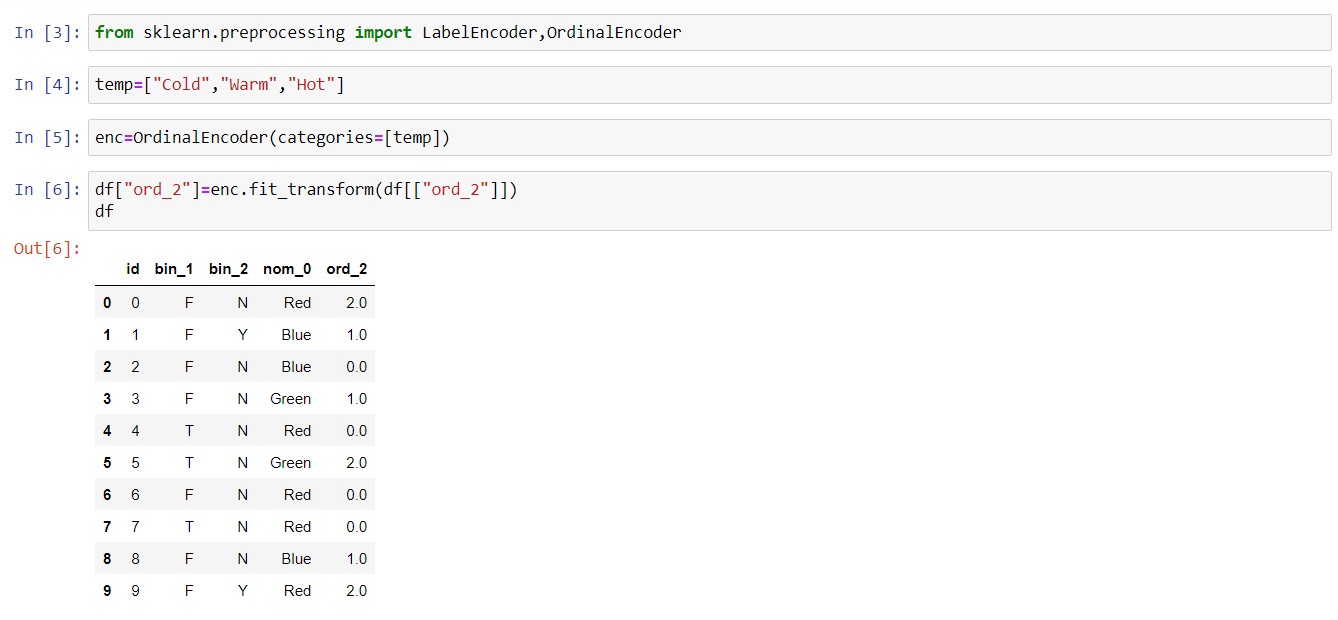 In [3]: from sklearn.preprocessing import LabelEncoder,OrdinalEncoder
In [4]: temp=["Cold","Warm","Hot"]
In [5]: enc=OrdinalEncoder(categories=[temp])
In [6]: df["ord_2"]=enc.fit_transform(df[["ord_2"]])
df
Out[6]:
id bin_1 bin_2 nom_0 ord_2
0 0 F N Red 2.0
1 1 F Y Blue 1.0
2 2 F N Blue 0.0
3 3 F N Green 1.0
4 4 T N Red 0.0
5 5 T N Green 2.0
6 6 F N Red 0.0
7 7 T N Red 0.0
8 8 F N Blue 1.0
9 9 F Y Red 2.0